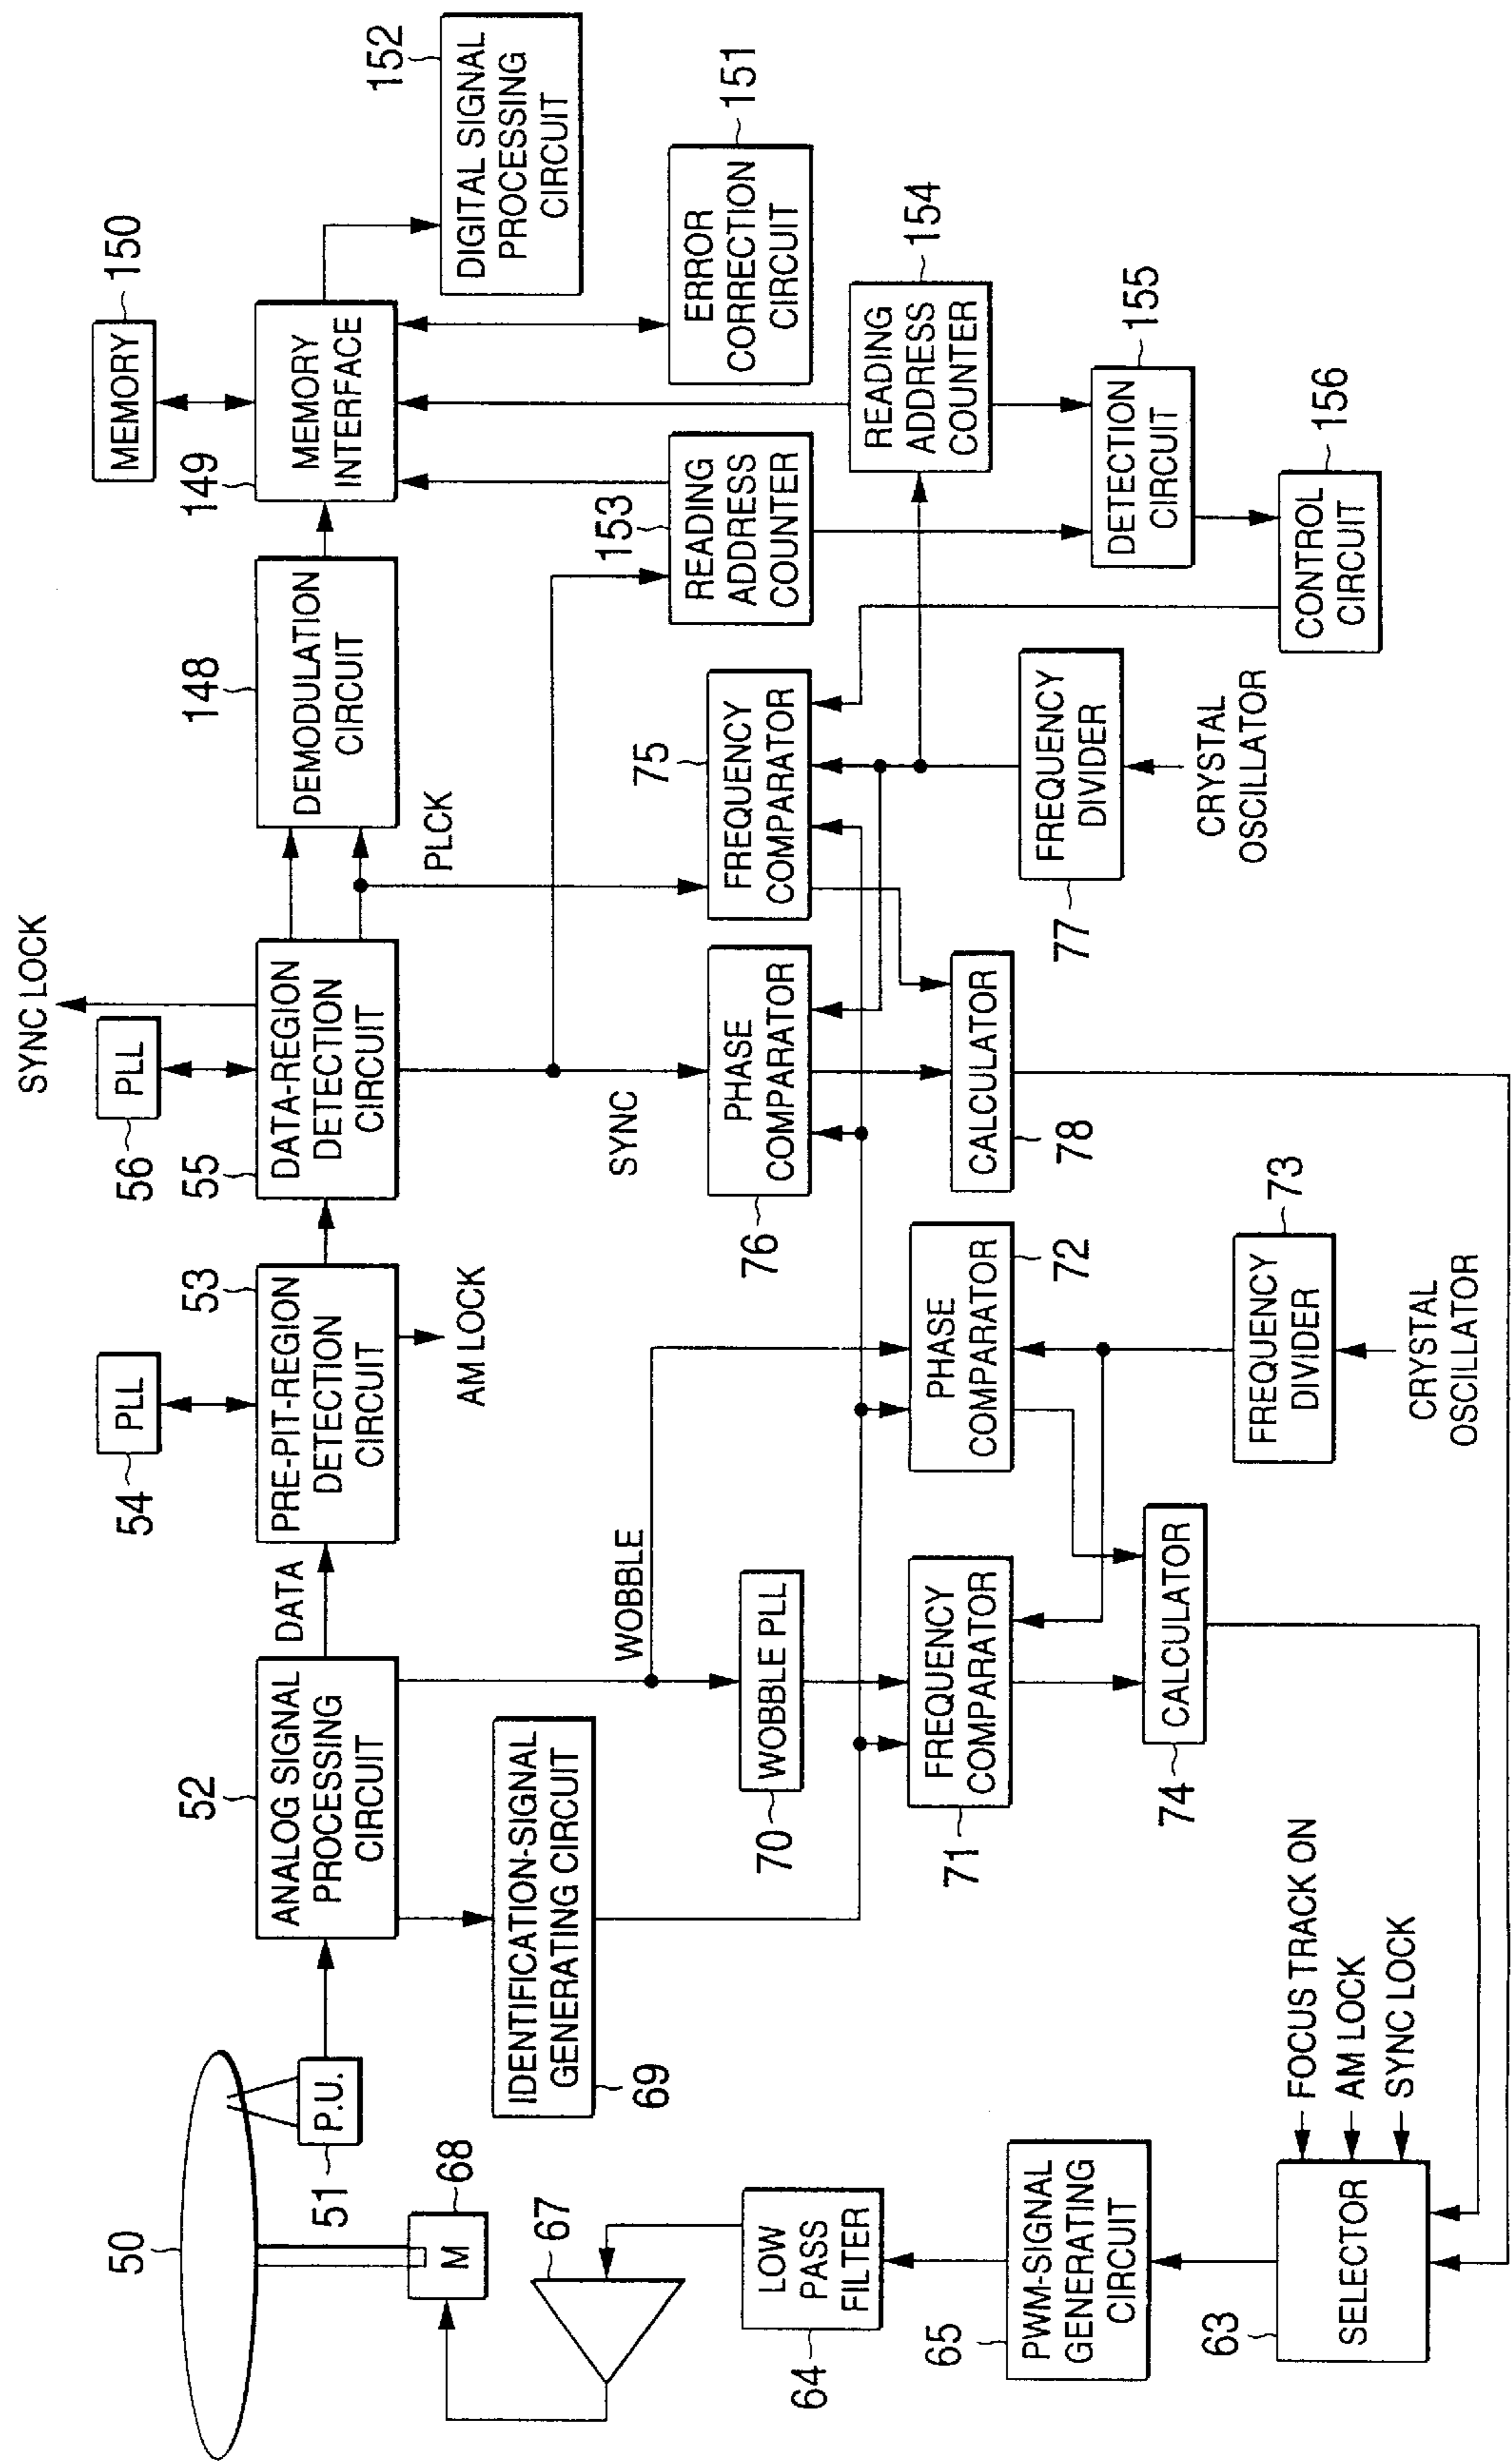 50
51
P.U.
68
M
67
LOW
PASS
FILTER
64
PWM-SIGNAL
GENERATING
CIRCUIT
65
SELECTOR
63
FOCUS TRACK ON
AM LOCK
SYNC LOCK
52
ANALOG SIGNAL
PROCESSING
CIRCUIT
DATA
IDENTIFICATION-SIGNAL
GENERATING CIRCUIT
69
WOBBLE
WOBBLE PLL
70
FREQUENCY
COMPARATOR
71
CALCULATOR
74
PLL
54
53
PRE-PIT-REGION
DETECTION
CIRCUIT
AM LOCK
PHASE
COMPARATOR
72
FREQUENCY
DIVIDER
73
CRYSTAL
OSCILLATOR
SYNC LOCK
PLL
56
55
DATA-REGION
DETECTION
CIRCUIT
SYNC
PHASE
COMPARATOR
76
CALCULATOR
78
PLCK
75
FREQUENCY
COMPARATOR
FREQUENCY
DIVIDER
77
CRYSTAL
OSCILLATOR
148
DEMODULATION
CIRCUIT
MEMORY
150
149
MEMORY
INTERFACE
152
DIGITAL SIGNAL
PROCESSING
CIRCUIT
ERROR
CORRECTION
CIRCUIT
151
153
READING
ADDRESS
COUNTER
READING
ADDRESS
COUNTER
154
DETECTION
CIRCUIT
155
CONTROL
CIRCUIT
156